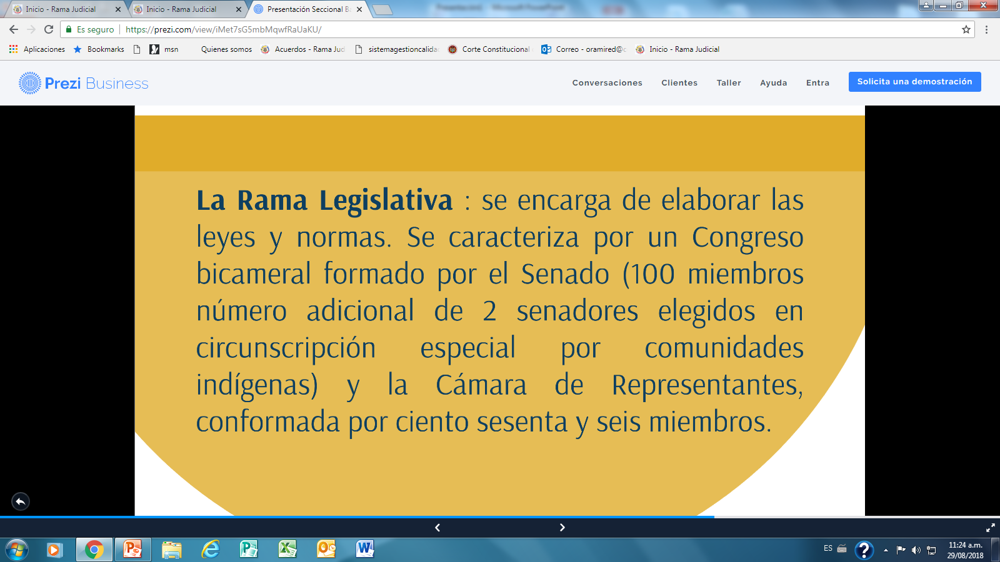 Inicio - Rama Judicial
Inicio - Rama Judicial
Presentación Seccional Ba
Es seguro
https://prezi.com/view/iMet7sG5mbMqwfRaUaKU/
Aplicaciones
Bookmarks
msn
Quienes somos
Acuerdos - Rama Jud
sistemagestioncalida
Corte Constitucional
Correo - oramired@c
Inicio - Rama Judicial
Prezi Business
Conversaciones
Clientes
Taller
Ayuda
Entra
Solicita una demostración
La Rama Legislativa : se encarga de elaborar las
leyes y normas. Se caracteriza por un Congreso
bicameral formado por el Senado (100 miembros
número adicional de 2 senadores elegidos en
circunscripción especial por comunidades
indígenas) y la Cámara de Representantes,
conformada por ciento sesenta y seis miembros.
ES
11:24 a.m.
29/08/2018